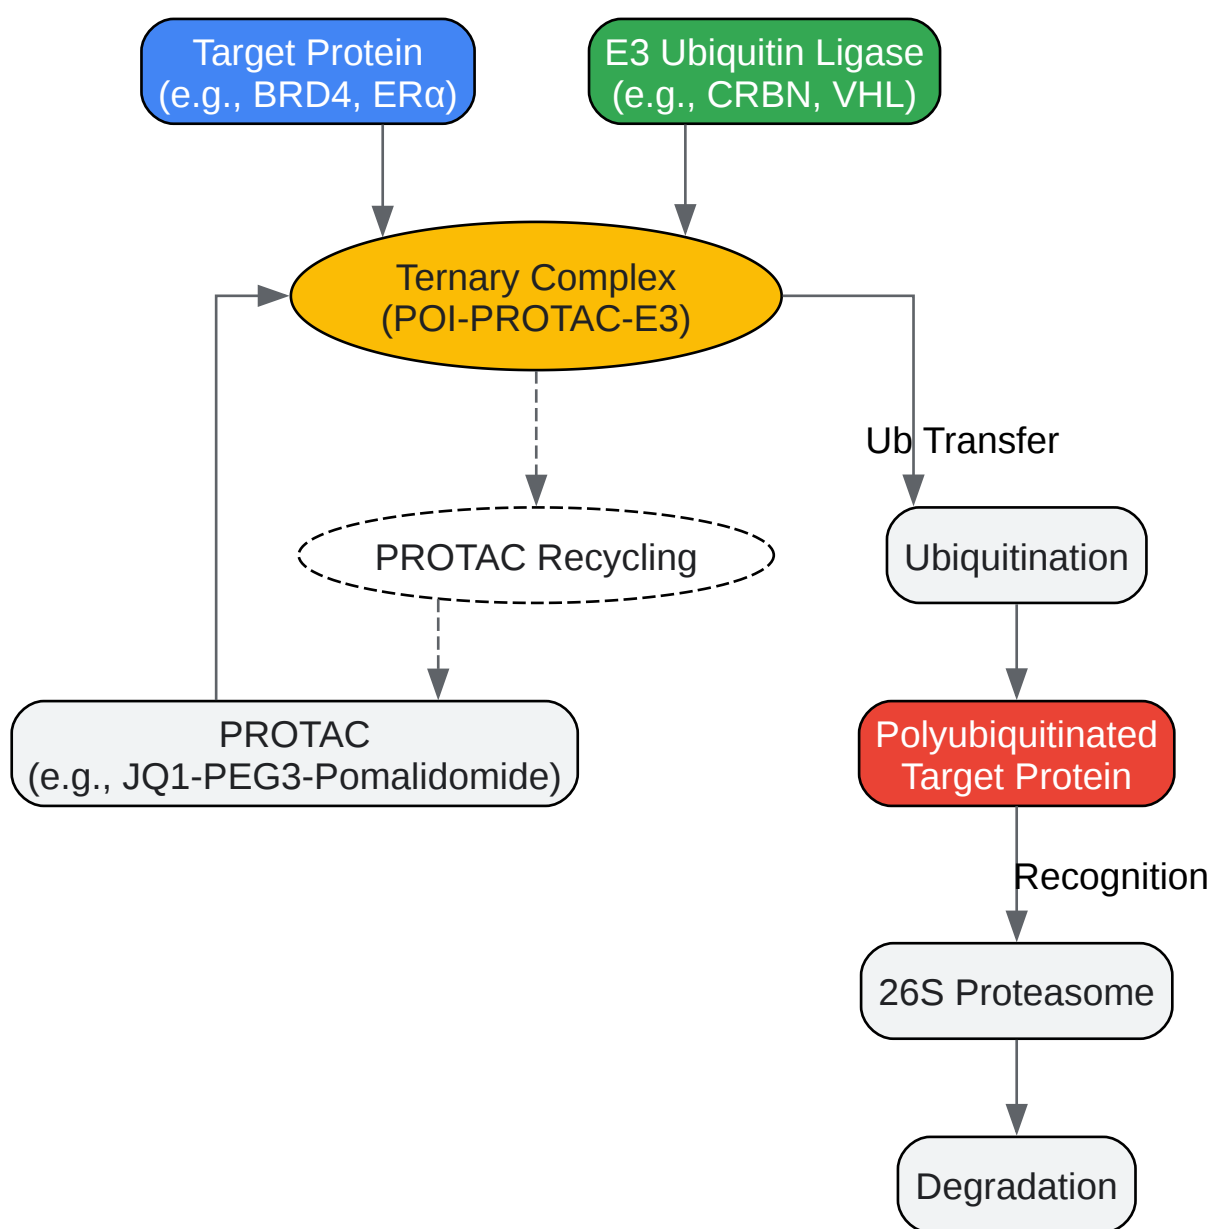 Target Protein
(e.g., BRD4, ERα)
E3 Ubiquitin Ligase
(e.g., CRBN, VHL)
Ternary Complex
(POI-PROTAC-E3)
Ub Transfer
PROTAC Recycling
Ubiquitination
PROTAC
(e.g., JQ1-PEG3-Pomalidomide)
Polyubiquitinated
Target Protein
Recognition
26S Proteasome
Degradation